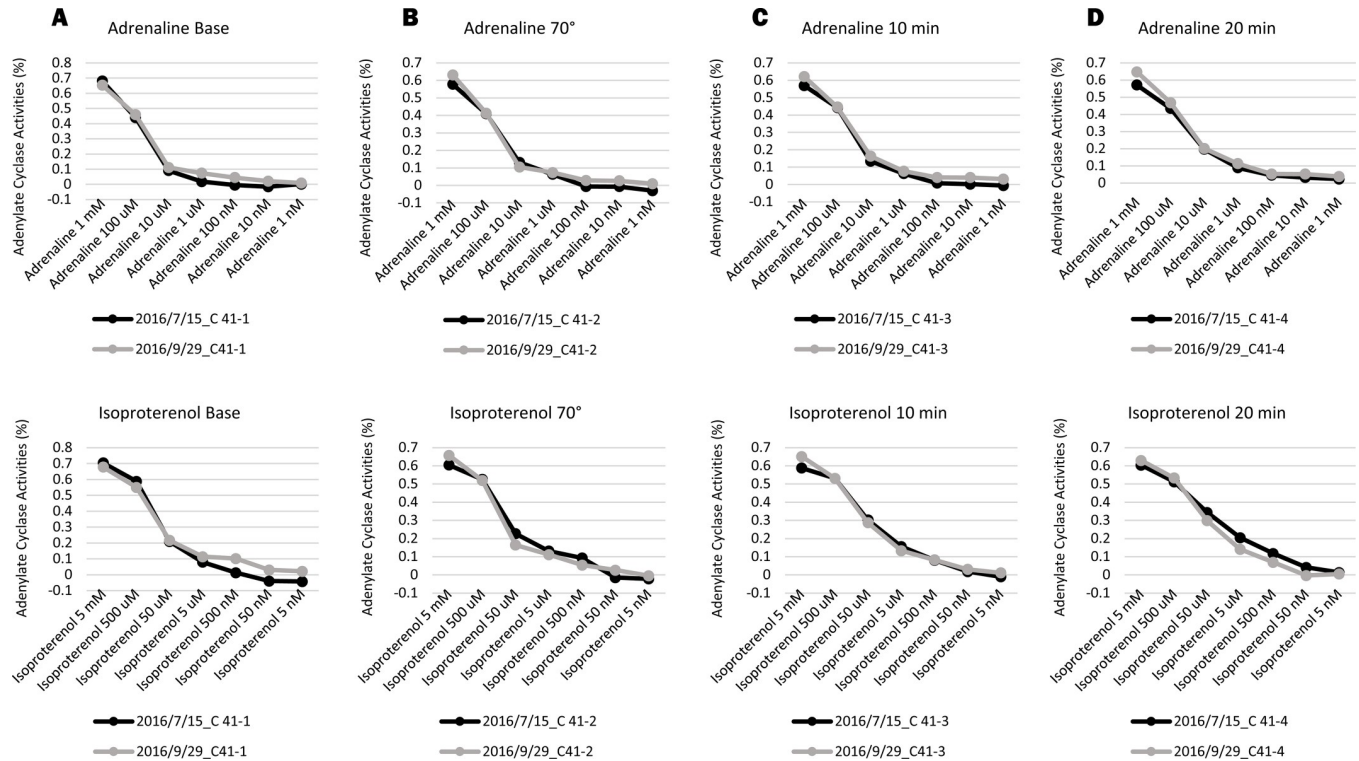 A
Adrenaline Base
Adenylate Cyclase Activities (%)
0.8
0.7
0.6
0.5
0.4
0.3
0.2
0.1
0
-0.1
Adrenaline 1 mM
Adrenaline 100 uM
Adrenaline 10 uM
Adrenaline 1 uM
Adrenaline 100 nM
Adrenaline 10 nM
Adrenaline 1 nM
2016/7/15_C 41-1
2016/9/29_C41-1
B
Adrenaline 70°
Adenylate Cyclase Activities (%)
0.7
0.6
0.5
0.4
0.3
0.2
0.1
0
-0.1
Adrenaline 1 mM
Adrenaline 100 uM
Adrenaline 10 uM
Adrenaline 1 uM
Adrenaline 100 nM
Adrenaline 10 nM
Adrenaline 1 nM
2016/7/15_C 41-2
2016/9/29_C41-2
C
Adrenaline 10 min
Adenylate Cyclase Activities (%)
0.7
0.6
0.5
0.4
0.3
0.2
0.1
0
-0.1
Adrenaline 1 mM
Adrenaline 100 uM
Adrenaline 10 uM
Adrenaline 1 uM
Adrenaline 100 nM
Adrenaline 10 nM
Adrenaline 1 nM
2016/7/15_C 41-3
2016/9/29_C41-3
D
Adrenaline 20 min
Adenylate Cyclase Activities (%)
0.7
0.6
0.5
0.4
0.3
0.2
0.1
0
Adrenaline 1 mM
Adrenaline 100 uM
Adrenaline 10 uM
Adrenaline 1 uM
Adrenaline 100 nM
Adrenaline 10 nM
Adrenaline 1 nM
2016/7/15_C 41-4
2016/9/29_C41-4
Isoproterenol Base
Adenylate Cyclase Activities (%)
0.8
0.7
0.6
0.5
0.4
0.3
0.2
0.1
0
-0.1
Isoproterenol 5 mM
Isoproterenol 500 uM
Isoproterenol 50 uM
Isoproterenol 5 uM
Isoproterenol 500 nM
Isoproterenol 50 nM
Isoproterenol 5 nM
2016/7/15_C 41-1
2016/9/29_C41-1
Isoproterenol 70°
Adenylate Cyclase Activities (%)
0.7
0.6
0.5
0.4
0.3
0.2
0.1
0
-0.1
Isoproterenol 5 mM
Isoproterenol 500 uM
Isoproterenol 50 uM
Isoproterenol 5 uM
Isoproterenol 500 nM
Isoproterenol 50 nM
Isoproterenol 5 nM
2016/7/15_C 41-2
2016/9/29_C41-2
Isoproterenol 10 min
Adenylate Cyclase Activities (%)
0.7
0.6
0.5
0.4
0.3
0.2
0.1
0
-0.1
Isoproterenol 5 mM
Isoproterenol 500 uM
Isoproterenol 50 uM
Isoproterenol 5 uM
Isoproterenol 500 nM
Isoproterenol 50 nM
Isoproterenol 5 nM
2016/7/15_C 41-3
2016/9/29_C41-3
Isoproterenol 20 min
Adenylate Cyclase Activities (%)
0.7
0.6
0.5
0.4
0.3
0.2
0.1
0
-0.1
Isoproterenol 5 mM
Isoproterenol 500 uM
Isoproterenol 50 uM
Isoproterenol 5 uM
Isoproterenol 500 nM
Isoproterenol 50 nM
Isoproterenol 5 nM
2016/7/15_C 41-4
2016/9/29_C41-4